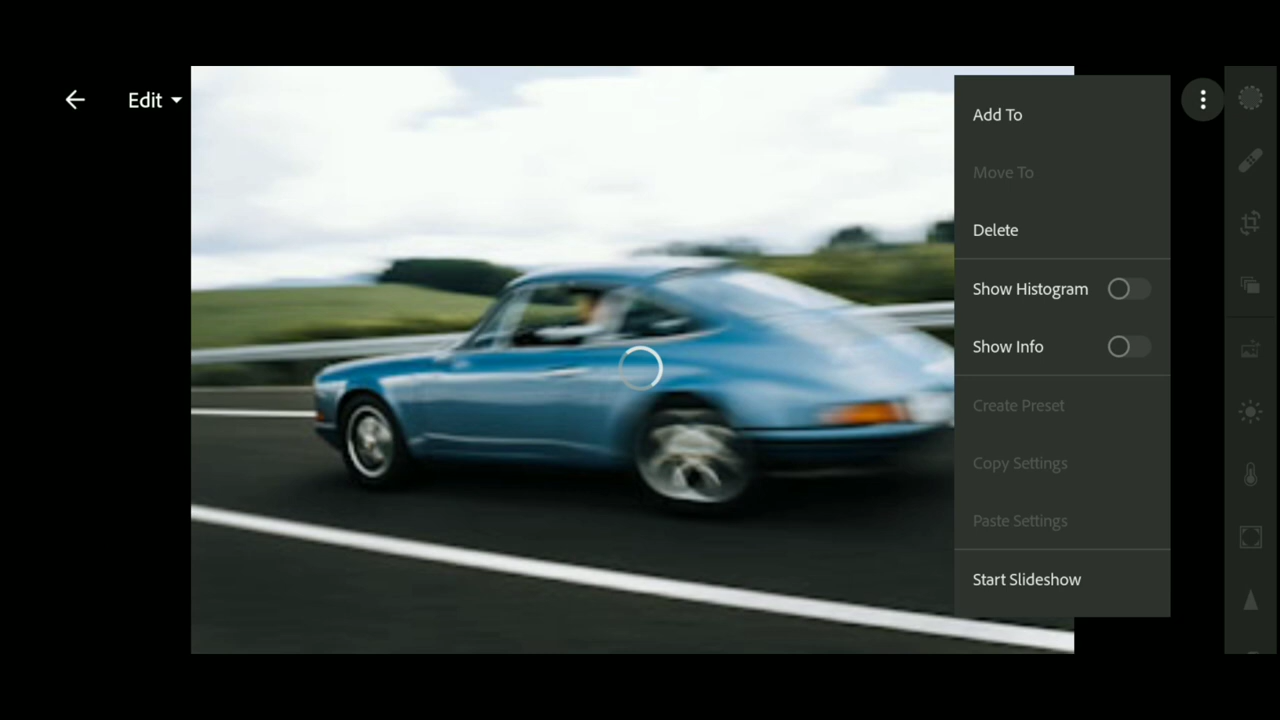 Edit
Add To
Move To
Delete
Show Histogram
Show Info
Create Preset
Copy Settings
Paste Settings
Start Slideshow